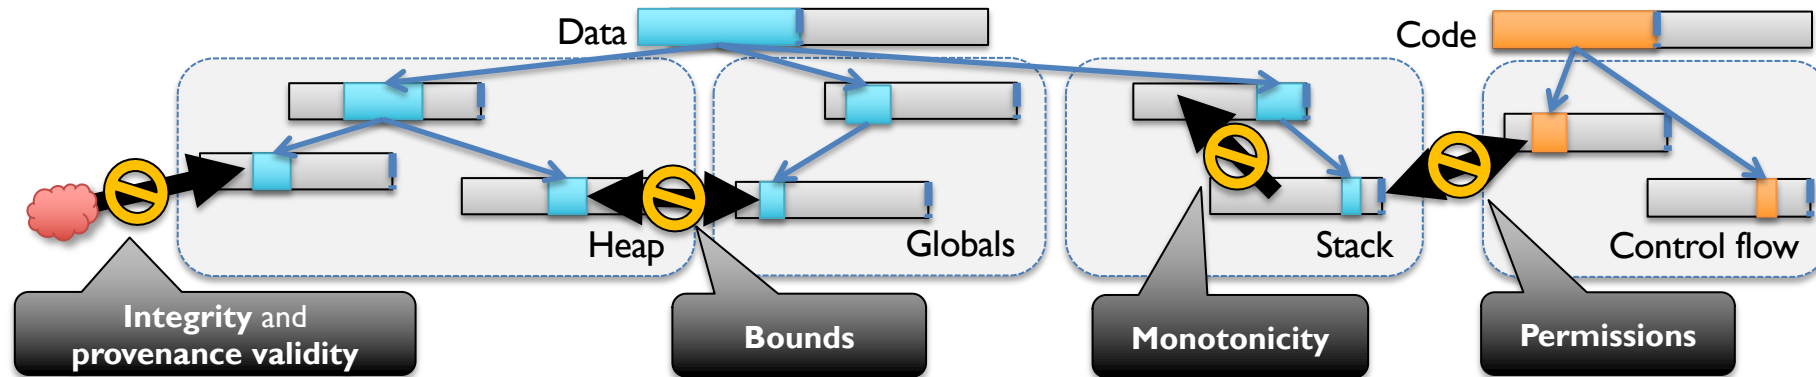 Data
Code
Heap
Globals
Stack
Control flow
Integrity and
provenance validity
Bounds
Monotonicity
Permissions